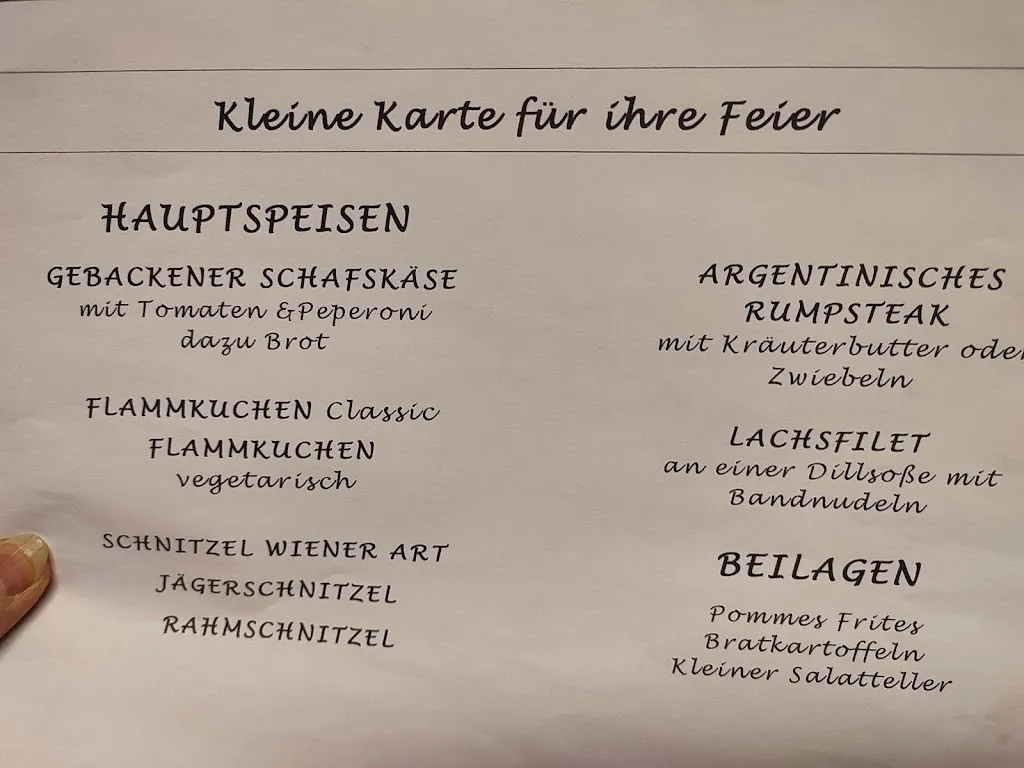 Kleine Karte für ihre Feier
HAUPTSPEISEN
GEBACKENER SCHAFSKÄSE
mit Tomaten &Peperoni
dazu Brot
FLAMMKUCHEN Classic
FLAMMKUCHEN
vegetarisch
SCHNITZEL WIENER ART
JÄGERSCHNITZEL
RAHMSCHNITZEL
ARGENTINISCHES
RUMPSTEAK
mit Kräuterbutter oder
Zwiebeln
LACHSFILET
an einer Dillsoße mit
Bandnudeln
BEILAGEN
Pommes Frites
Bratkartoffeln
Kleiner Salatteller